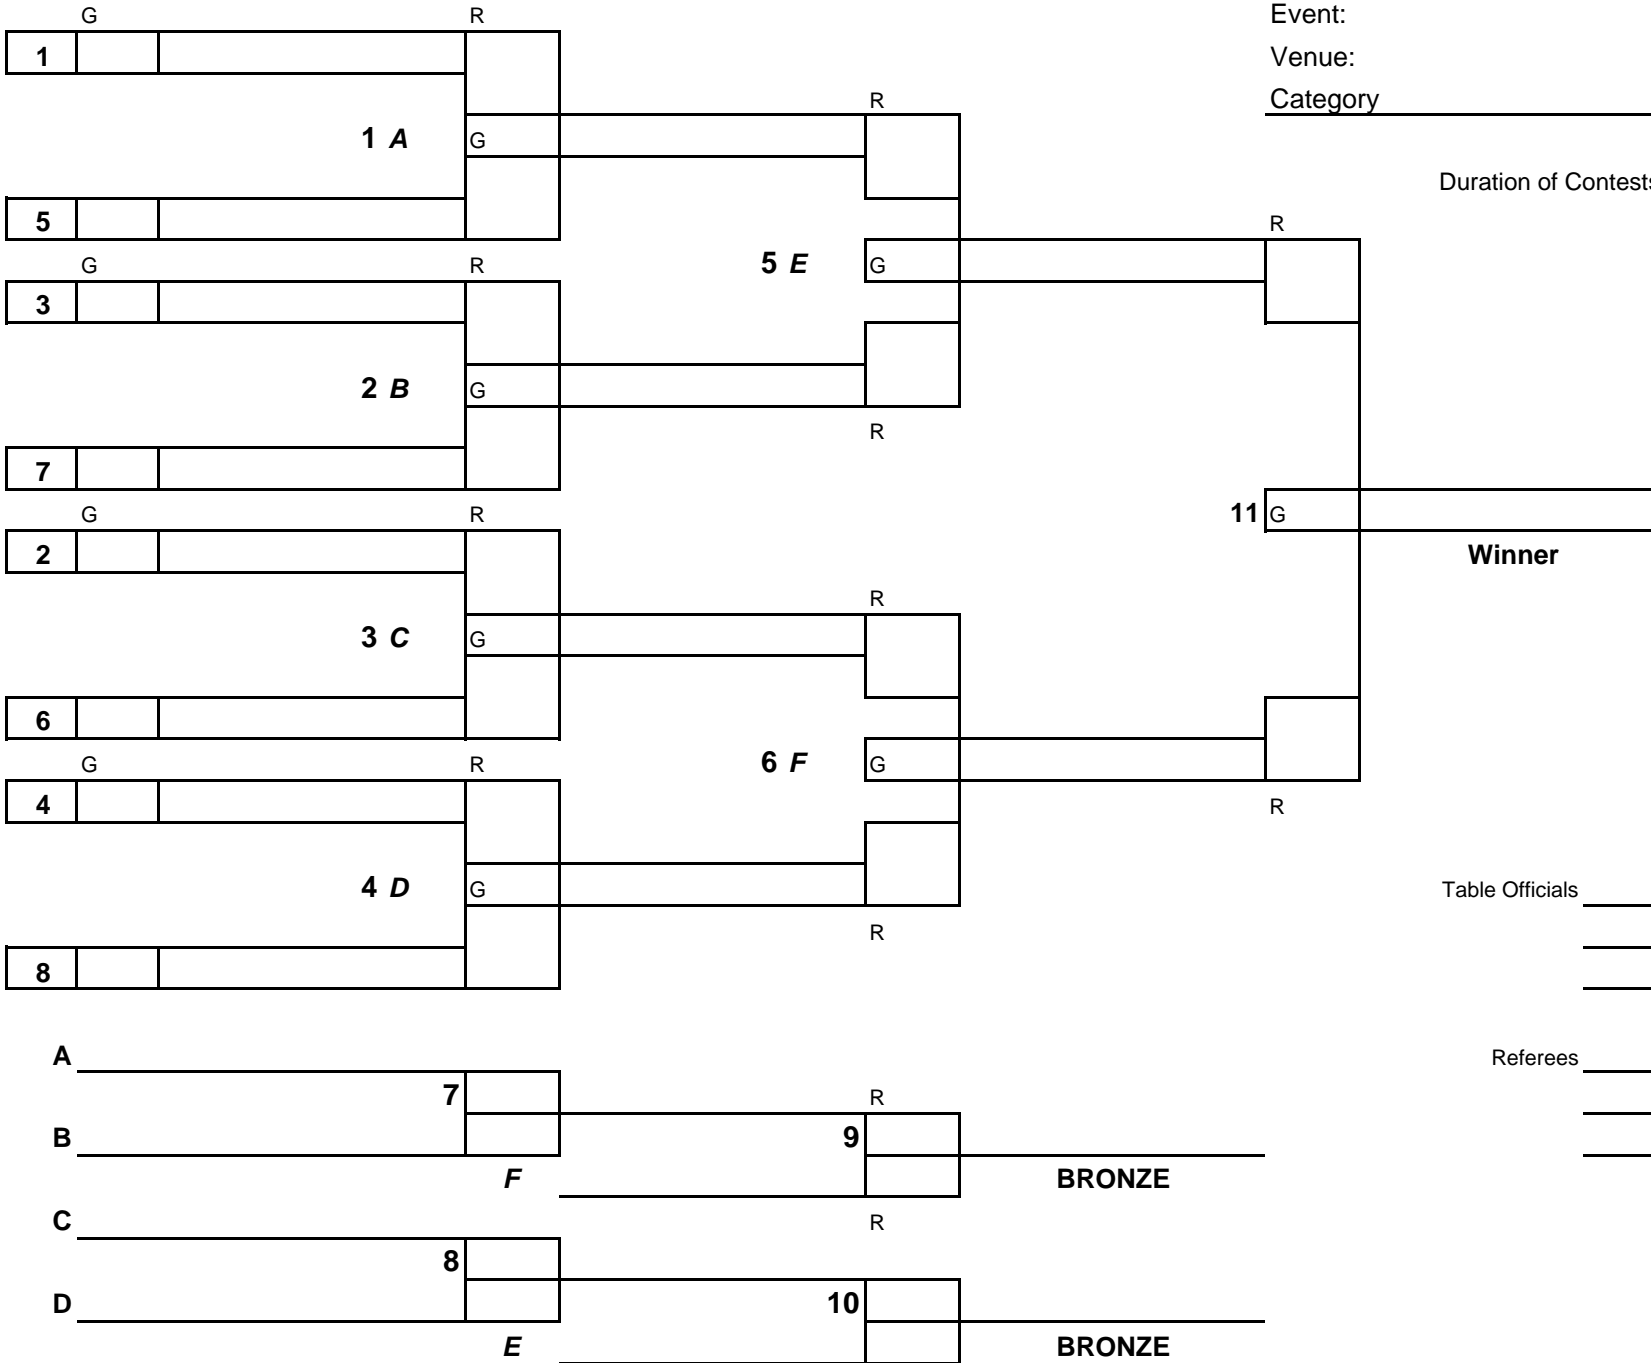 G R Event:
1 Venue:
R Category
1 A G
Duration of Contests
5 R
G R 5 E G
3
2 B G
R
7
G R 11 G
2 Winner
R
3 C G
6
G R 6 F G
4 R
4 D G Table Officials
R
8
A Referees
7 R
B 9
F BRONZE
C R
8
D 10
E BRONZE